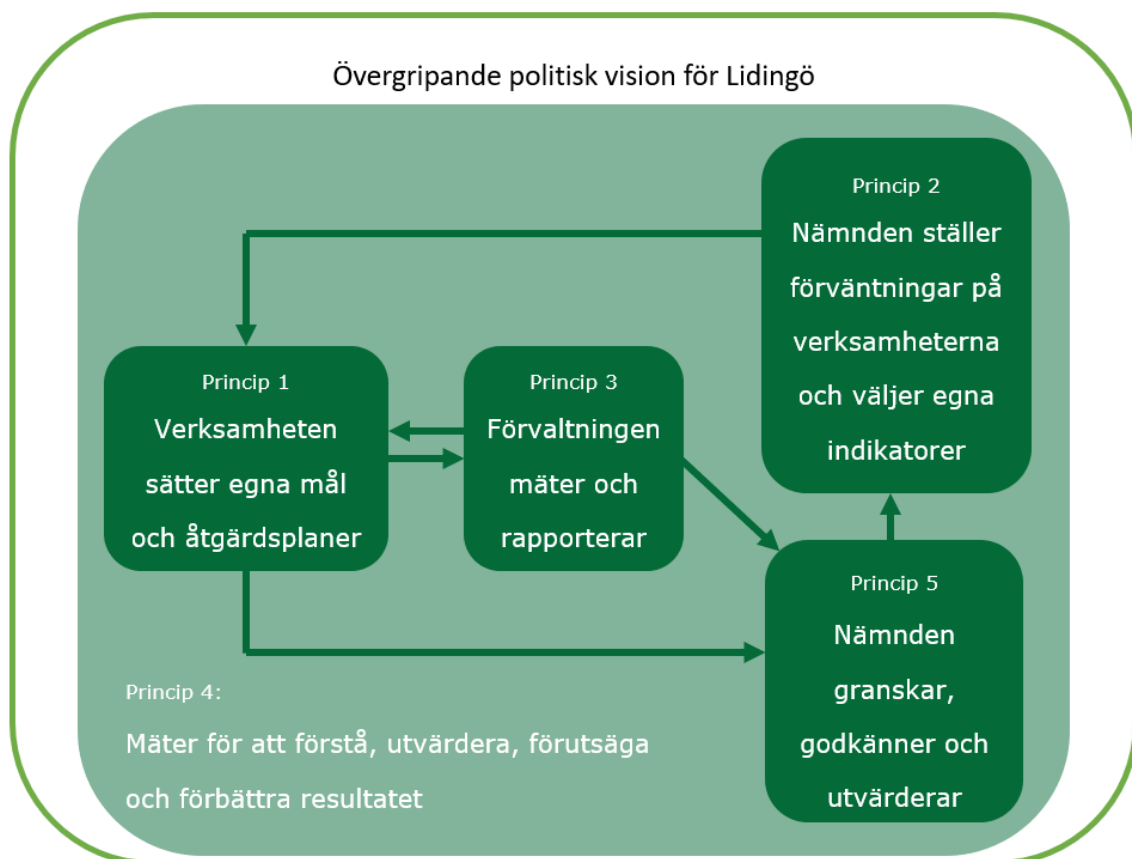 Övergripande politisk vision för Lidingö
Princip 2
Nämnden ställer
förväntningar på
verksamheterna
och väljer egna
indikatorer
Princip 1
Verksamheten
sätter egna mål
och åtgärdsplaner
Princip 3
Förvaltningen
mäter och
rapporterar
Princip 5
Nämnden
granskar,
godkänner och
utvärderar
Princip 4:
Mäter för att förstå, utvärdera, förutsäga
och förbättra resultatet